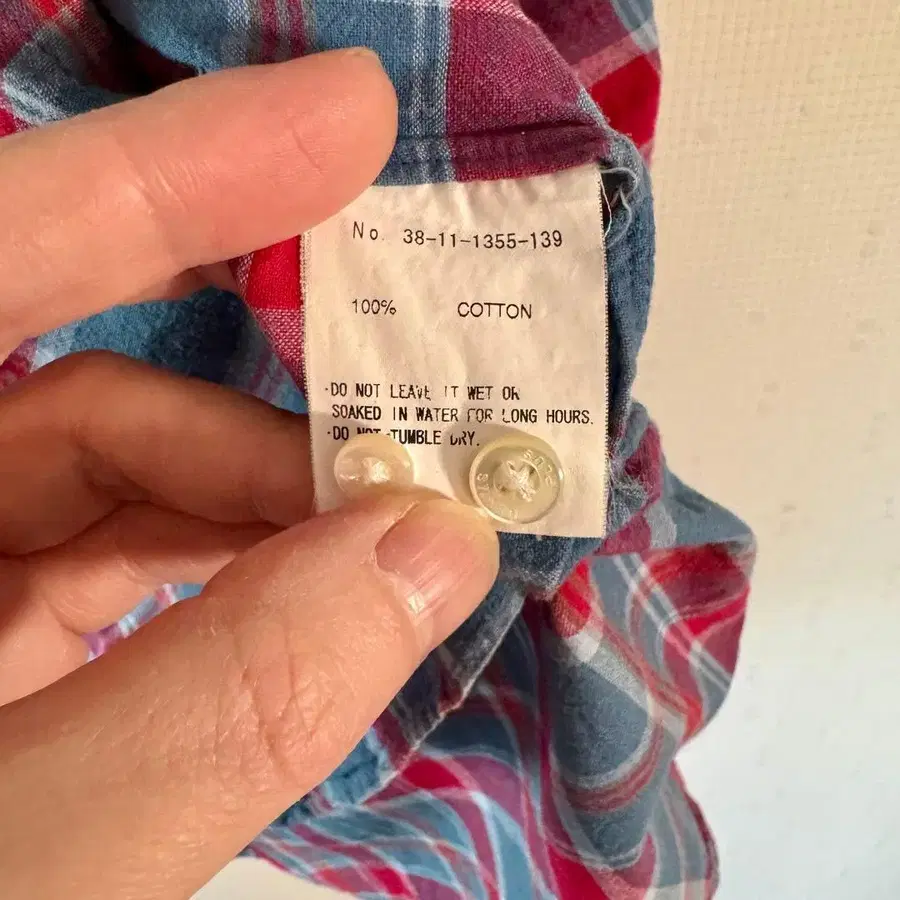 No. 38-11-1355-139
100% COTTON
·DO NOT LEAVE IT WET OR
SOAKED IN WATER FOR LONG HOURS.
·DO NOT TUMBLE DRY.